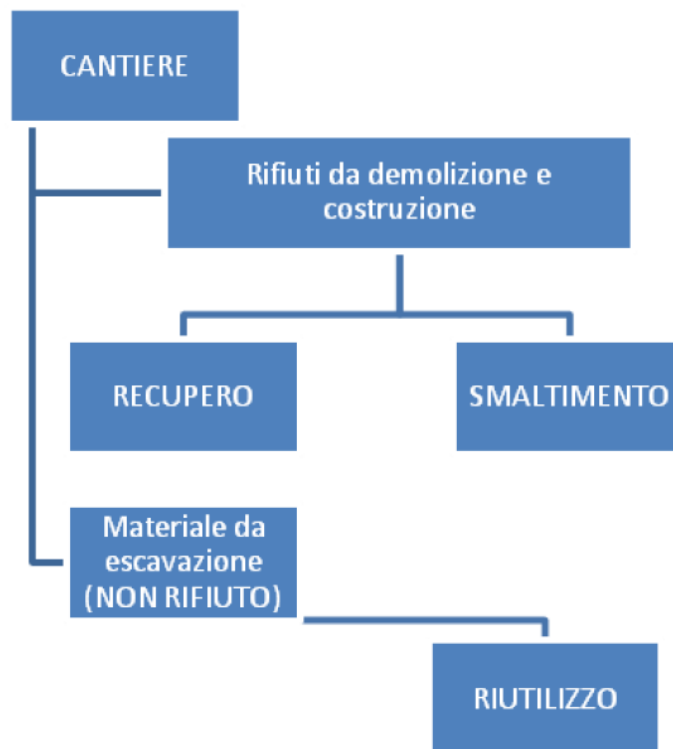 CANTIERE
Rifiuti da demolizione e
costruzione
RECUPERO
SMALTIMENTO
Materiale da
escavazione
(NON RIFIUTO)
RIUTILIZZO